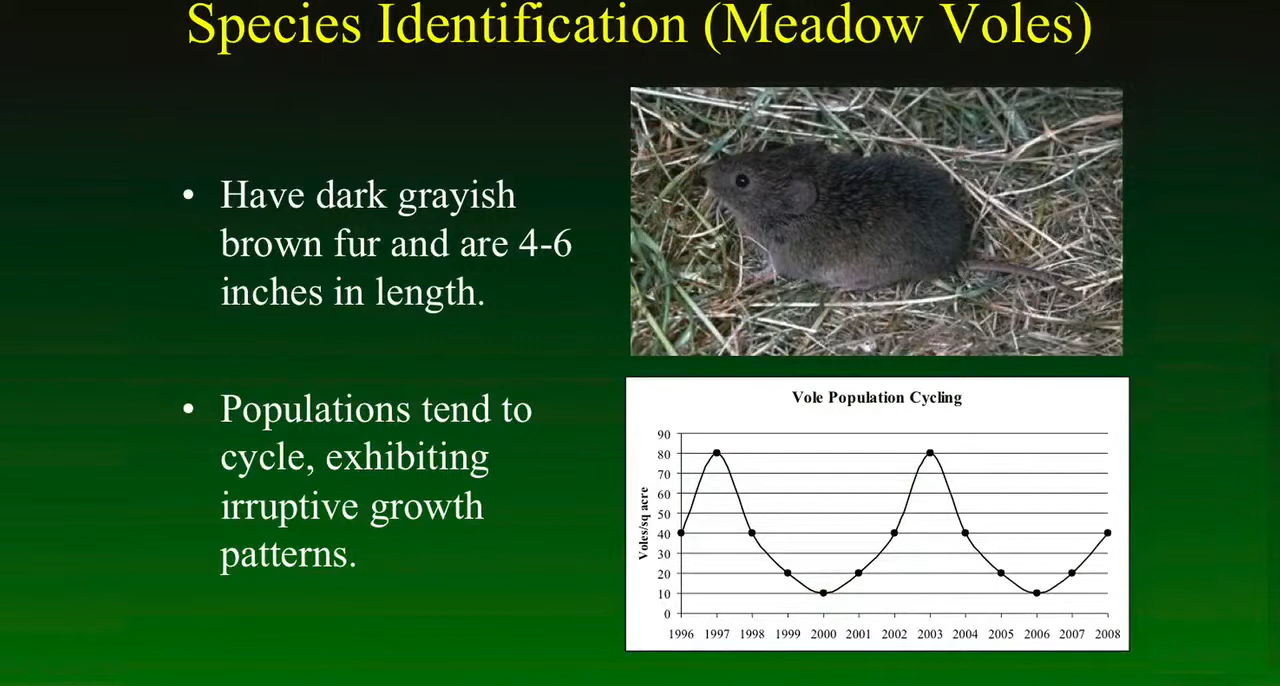 Species Identification (Meadow Voles)
• Have dark grayish
brown fur and are 4-6
inches in length.
• Populations tend to
cycle, exhibiting
irruptive growth
patterns.
Vole Population Cycling
Voles/sq acre
90
80
70
60
50
40
30
20
10
0
1996 1997 1998 1999 2000 2001 2002 2003 2004 2005 2006 2007 2008